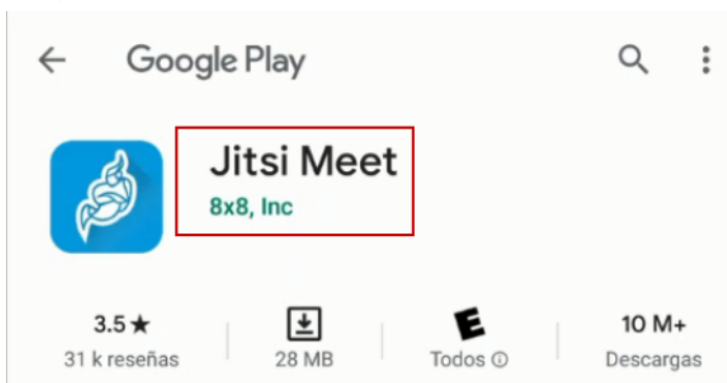 Google Play
Jitsi Meet
8x8, Inc
3.5★
31 k reseñas
28 MB
E
Todos
10 M+
Descargas